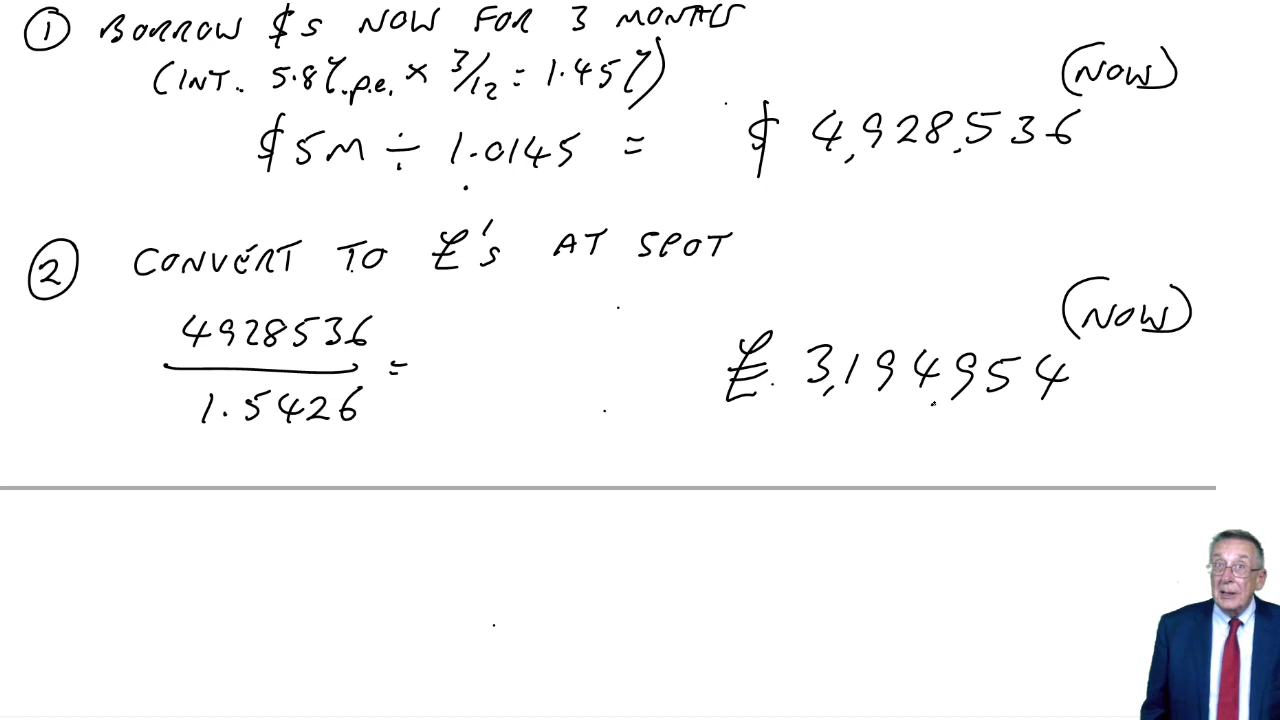 ① BORROW $s NOW FOR 3 MONTHS
(INT. 5.8% p.e. × 3/12 = 1.45%)
(NOW)
$5M ÷ 1.0145 = $ 4,928,536
② CONVERT TO £'s AT SPOT
(NOW)
4928536
1.5426
= £ 3,194,954